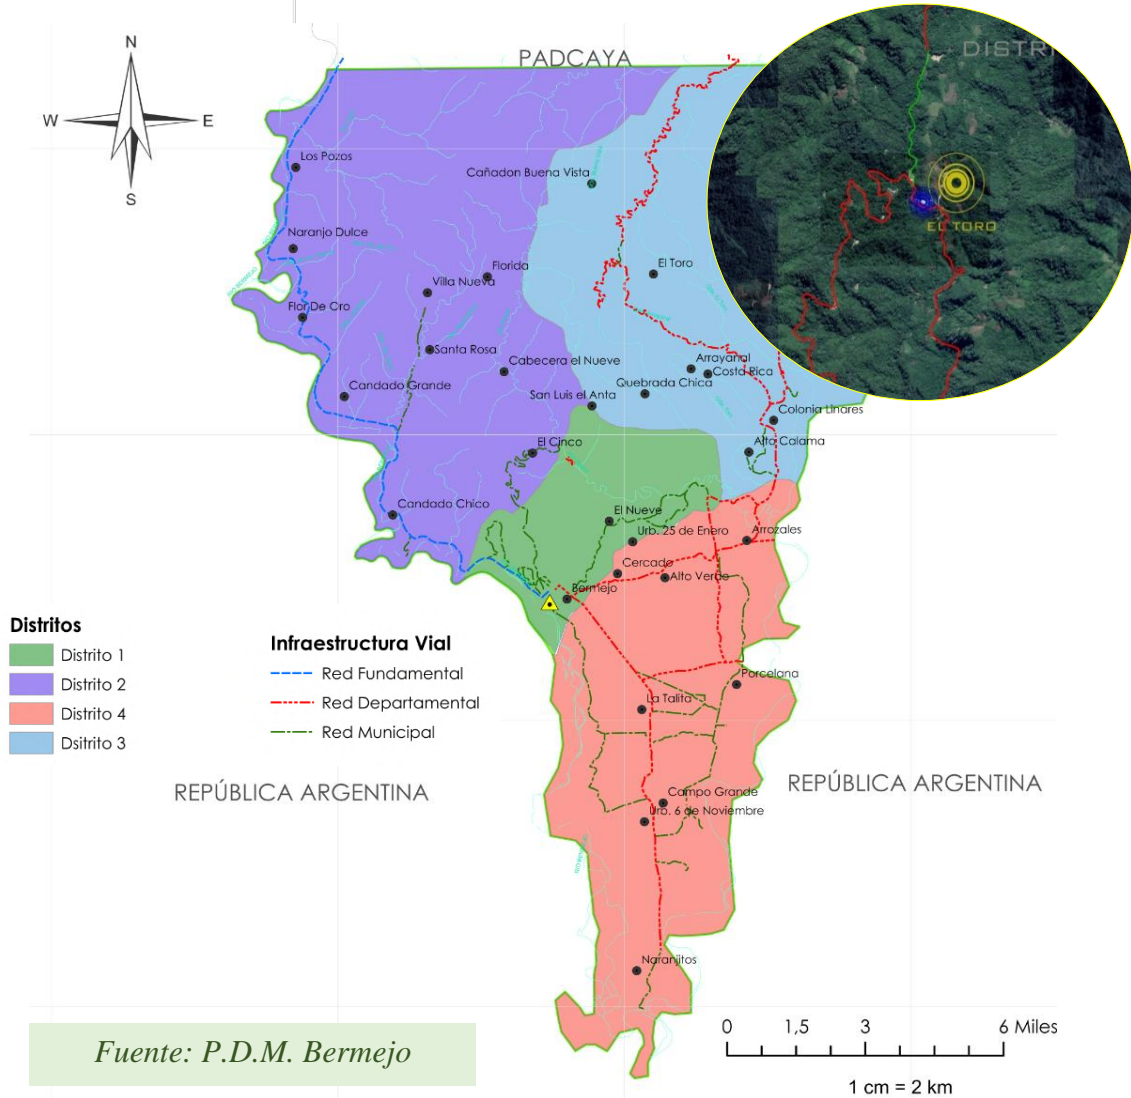 PADCAYA
DISTRI
N
W
E
S
Los Pozos
Cañadon Buena Vista
EL TORO
Naranjo Dulce
Florida
El Toro
Villa Nueva
Flor De Oro
Santa Rosa
Cabecera el Nueve
Arrayanal
Costa Rica
Candado Grande
Quebrada Chica
San Luis el Anta
Colonia Linares
El Cinco
Alto Calama
Candado Chico
El Nueve
Urb. 25 de Enero
Arrozales
Cercado
Alto Verde
Bermejo
Distritos
Distrito 1
Distrito 2
Distrito 4
Dsitrito 3
Infraestructura Vial
Red Fundamental
Red Departamental
Red Municipal
Porcelana
La Talita
REPÚBLICA ARGENTINA
REPÚBLICA ARGENTINA
Campo Grande
Urb. 6 de Noviembre
Naranjitos
0 1,5 3 6 Miles
1 cm = 2 km
Fuente: P.D.M. Bermejo